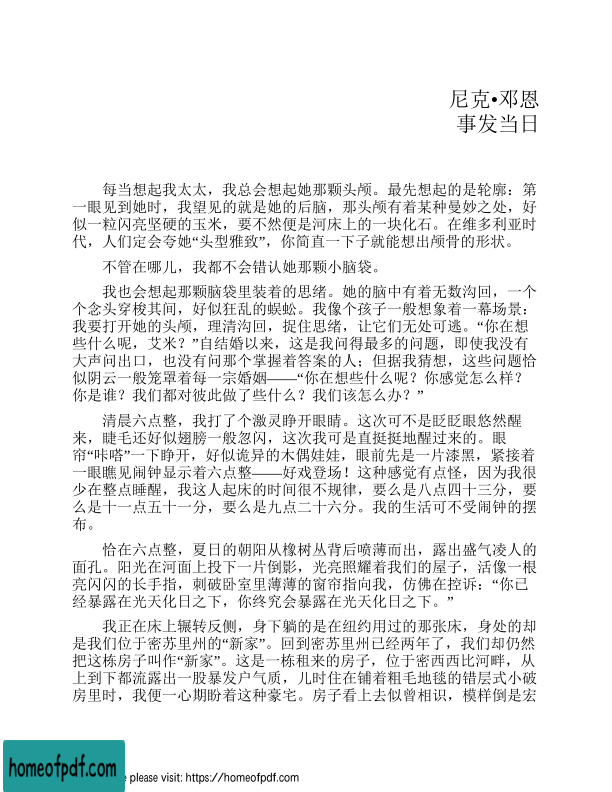 尼克•邓恩
事发当日
每当想起我太太，我总会想起她那颗头颅。最先想起的是轮廓：第
一眼见到她时，我望见的就是她的后脑，那头颅有着某种曼妙之处，好
似一粒闪亮坚硬的玉米，要不然便是河床上的一块化石。在维多利亚时
代，人们定会夸她“头型雅致”，你简直一下子就能想出颅骨的形状。
不管在哪儿，我都不会错认她那颗小脑袋。
我也会想起那颗脑袋里装着的思绪。她的脑中有着无数沟回，一个
个念头穿梭其间，好似狂乱的蜈蚣。我像个孩子一般想象着一幕场景：
我要打开她的头颅，理清沟回，捉住思绪，让它们无处可逃。“你在想
些什么呢，艾米？”自结婚以来，这是我问得最多的问题，即使我没有
大声问出口，也没有问那个掌握着答案的人；但据我猜想，这些问题恰
似阴云一般笼罩着每一宗婚姻——“你在想些什么呢？你感觉怎么样？
你是谁？我们都对彼此做了些什么？我们该怎么办？”
清晨六点整，我打了个激灵睁开眼睛。这次可不是眨眨眼悠然醒
来，睫毛还好似翅膀一般忽闪，这次我可是直挺挺地醒过来的。眼
帘“咔嗒”一下睁开，好似诡异的木偶娃娃，眼前先是一片漆黑，紧接着
一眼瞧见闹钟显示着六点整——好戏登场！这种感觉有点怪，因为我很
少在整点睡醒，我这人起床的时间很不规律，要么是八点四十三分，要
么是十一点五十一分，要么是九点二十六分。我的生活可不受闹钟的摆
布。
恰在六点整，夏日的朝阳从橡树丛背后喷薄而出，露出盛气凌人的
面孔。阳光在河面上投下一片倒影，光亮照耀着我们的屋子，活像一根
亮闪闪的长手指，刺破卧室里薄薄的窗帘指向我，仿佛在控诉：“你已
经暴露在光天化日之下，你终究会暴露在光天化日之下。”
我正在床上辗转反侧，身下躺的是在纽约用过的那张床，身处的却
是我们位于密苏里州的“新家”。回到密苏里州已经两年了，我们却仍然
把这栋房子叫作“新家”。这是一栋租来的房子，位于密西西比河畔，从
上到下都流露出一股暴发户气质，儿时住在铺着粗毛地毯的错层式小破
房里时，我便一心期盼着这种豪宅。房子看上去似曾相识，模样倒是宏
homeofpdf.com
please visit: https://homeofpdf.com